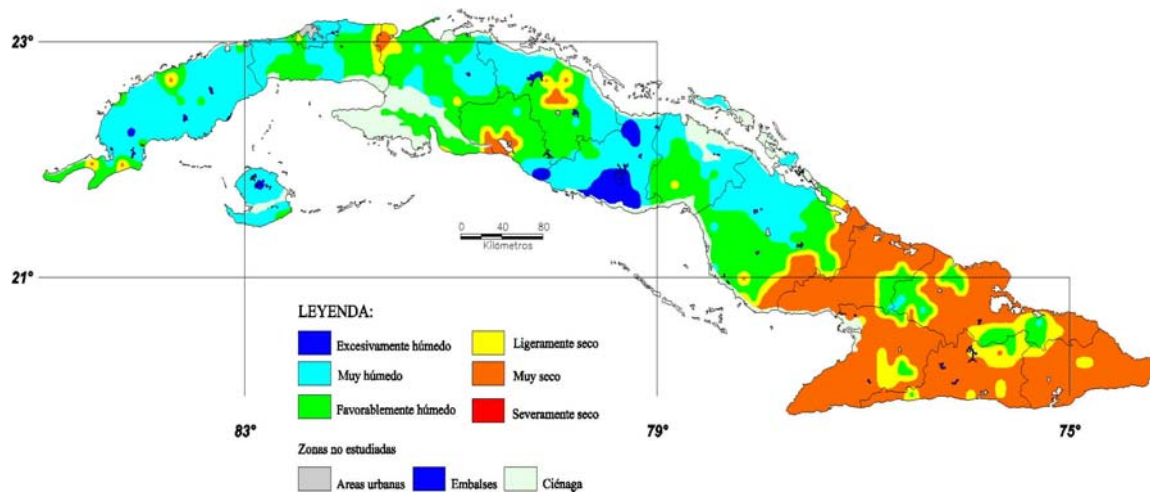 23°
21°
0 40 80
Kilómetros
LEYENDA:
Excesivamente húmedo
Ligeramente seco
Muy húmedo
Muy seco
Favorablemente húmedo
Severamente seco
83°
79°
75°
Zonas no estudiadas
Areas urbanas
Embalses
Ciénaga